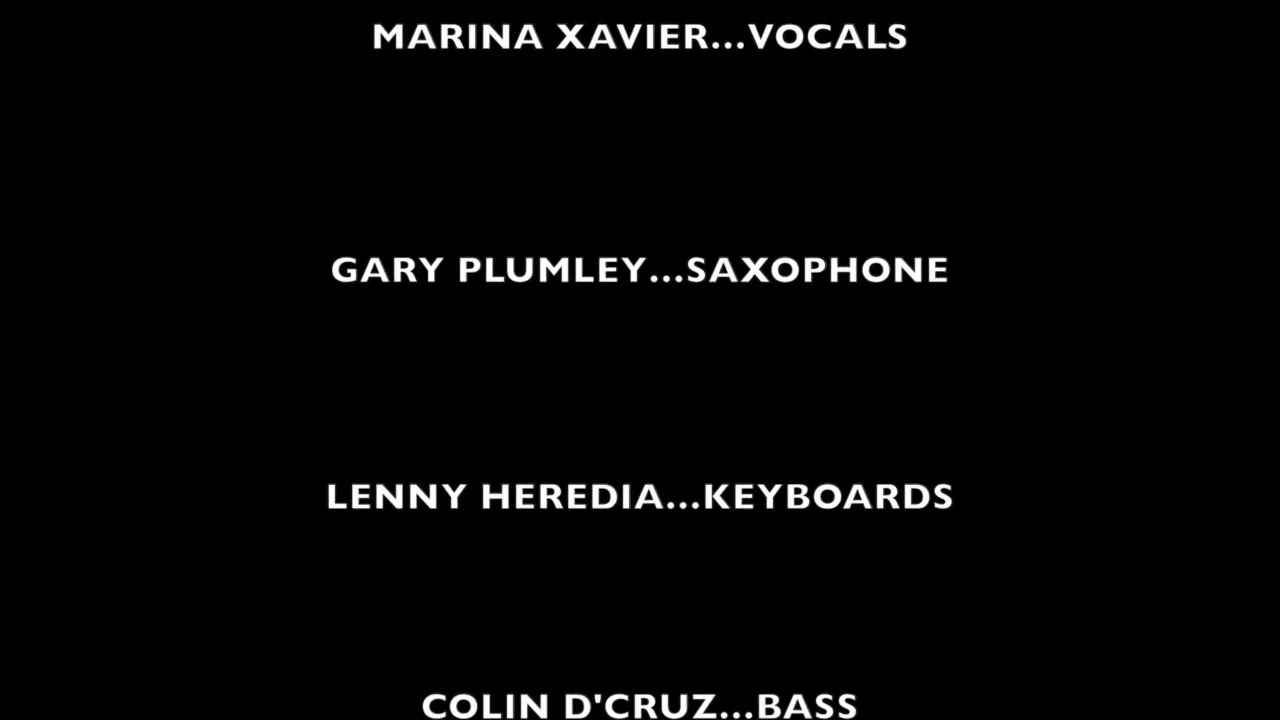 MARINA XAVIER...VOCALS
GARY PLUMLEY...SAXOPHONE
LENNY HEREDIA...KEYBOARDS
COLIN D'CRUZ...BASS